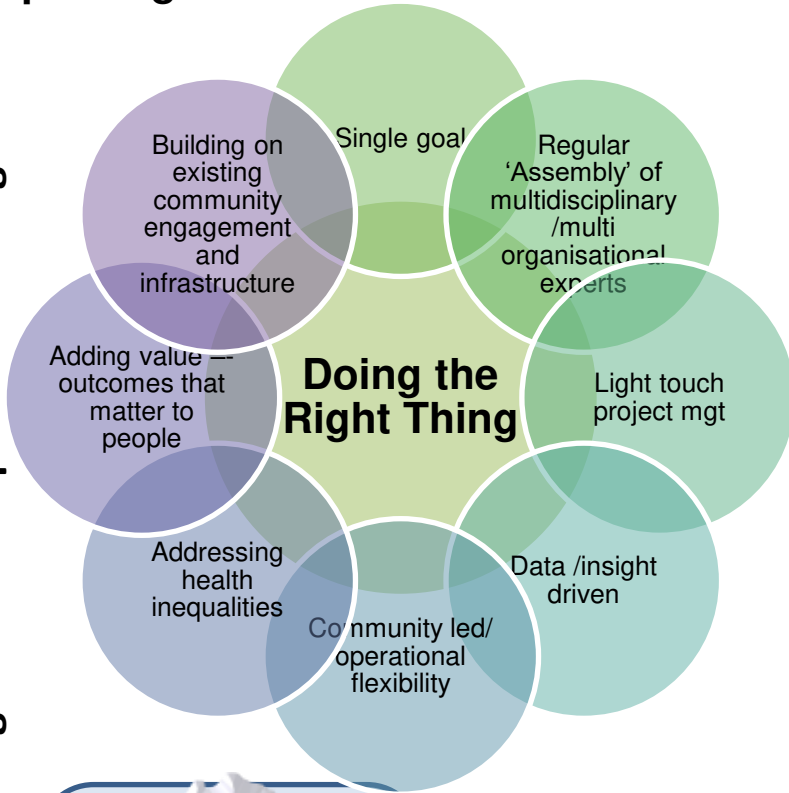 Single goal
Regular
‘Assembly’ of
multidisciplinary
/multi
organisational
experts
Light touch
project mgt
Data /insight
driven
Community led/
operational
flexibility
Addressing
health
inequalities
Adding value –-
outcomes that
matter to
people
Building on
existing
community
engagement
and
infrastructure
Doing the
Right Thing